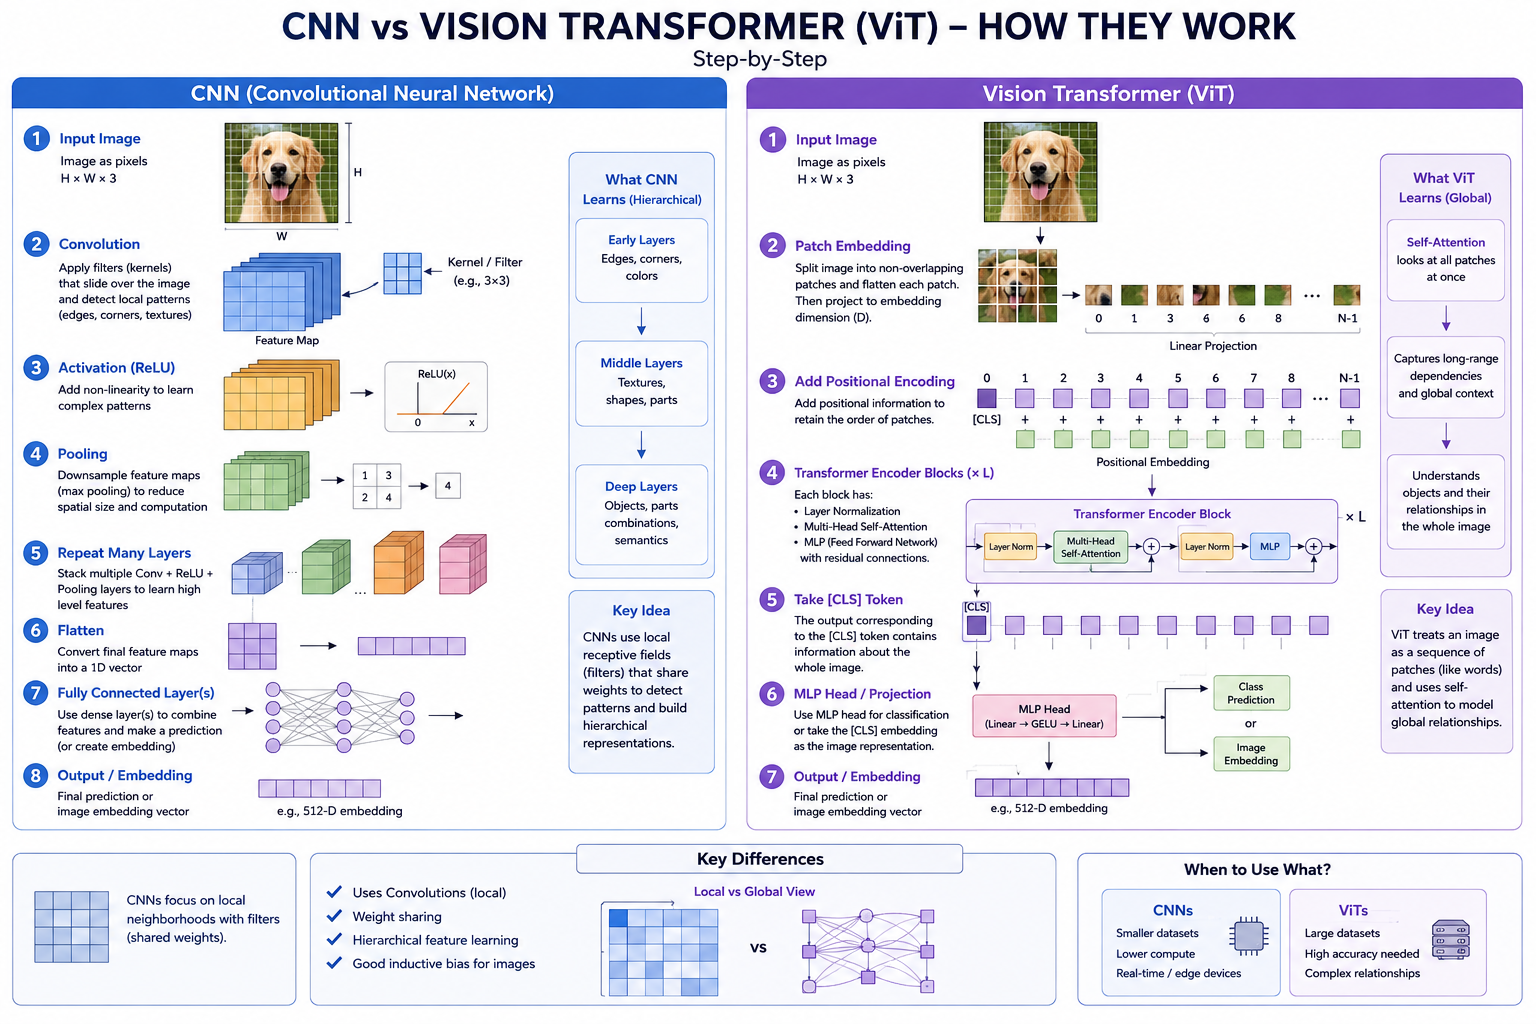 CNN vs VISION TRANSFORMER (ViT) – HOW THEY WORK
Step-by-Step
CNN (Convolutional Neural Network)
1
Input Image
Image as pixels
H × W × 3
H
W
2
Convolution
Apply filters (kernels)
that slide over the image
and detect local patterns
(edges, corners, textures)
Kernel / Filter
(e.g., 3×3)
Feature Map
3
Activation (ReLU)
Add non-linearity to learn
complex patterns
ReLU(x)
0
x
4
Pooling
Downsample feature maps
(max pooling) to reduce
spatial size and computation
1 3
2 4
4
5
Repeat Many Layers
Stack multiple Conv + ReLU +
Pooling layers to learn high
level features
...
...
6
Flatten
Convert final feature maps
into a 1D vector
7
Fully Connected Layer(s)
Use dense layer(s) to combine
features and make a prediction
(or create embedding)
8
Output / Embedding
Final prediction or
image embedding vector
e.g., 512-D embedding
What CNN
Learns (Hierarchical)
Early Layers
Edges, corners,
colors
Middle Layers
Textures,
shapes, parts
Deep Layers
Objects, parts
combinations,
semantics
Key Idea
CNNs use local
receptive fields
(filters) that share
weights to detect
patterns and build
hierarchical
representations.
Vision Transformer (ViT)
1
Input Image
Image as pixels
H × W × 3
2
Patch Embedding
Split image into non-overlapping
patches and flatten each patch.
Then project to embedding
dimension (D).
...
0 1 3 6 6 8 N-1
Linear Projection
3
Add Positional Encoding
Add positional information to
retain the order of patches.
0 1 2 3 4 5 6 7 8 N-1
...
[CLS] + + + + + + + + +
Positional Embedding
4
Transformer Encoder Blocks (× L)
Each block has:
• Layer Normalization
• Multi-Head Self-Attention
• MLP (Feed Forward Network)
with residual connections.
Transformer Encoder Block
Layer Norm
Multi-Head
Self-Attention
+
Layer Norm
MLP
+
× L
5
Take [CLS] Token
The output corresponding
to the [CLS] token contains
information about the
whole image.
[CLS]
6
MLP Head / Projection
Use MLP head for classification
or take the [CLS] embedding
as the image representation.
MLP Head
(Linear → GELU → Linear)
Class
Prediction
or
Image
Embedding
7
Output / Embedding
Final prediction or
image embedding vector
e.g., 512-D embedding
What ViT
Learns (Global)
Self-Attention
looks at all patches
at once
Captures long-range
dependencies
and global context
Understands
objects and their
relationships in
the whole image
Key Idea
ViT treats an image
as a sequence of
patches (like words)
and uses self-
attention to model
global relationships.
CNNs focus on local
neighborhoods with filters
(shared weights).
Key Differences
✓ Uses Convolutions (local)
✓ Weight sharing
✓ Hierarchical feature learning
✓ Good inductive bias for images
Local vs Global View
VS
When to Use What?
CNNs
Smaller datasets
Lower compute
Real-time / edge devices
ViTs
Large datasets
High accuracy needed
Complex relationships